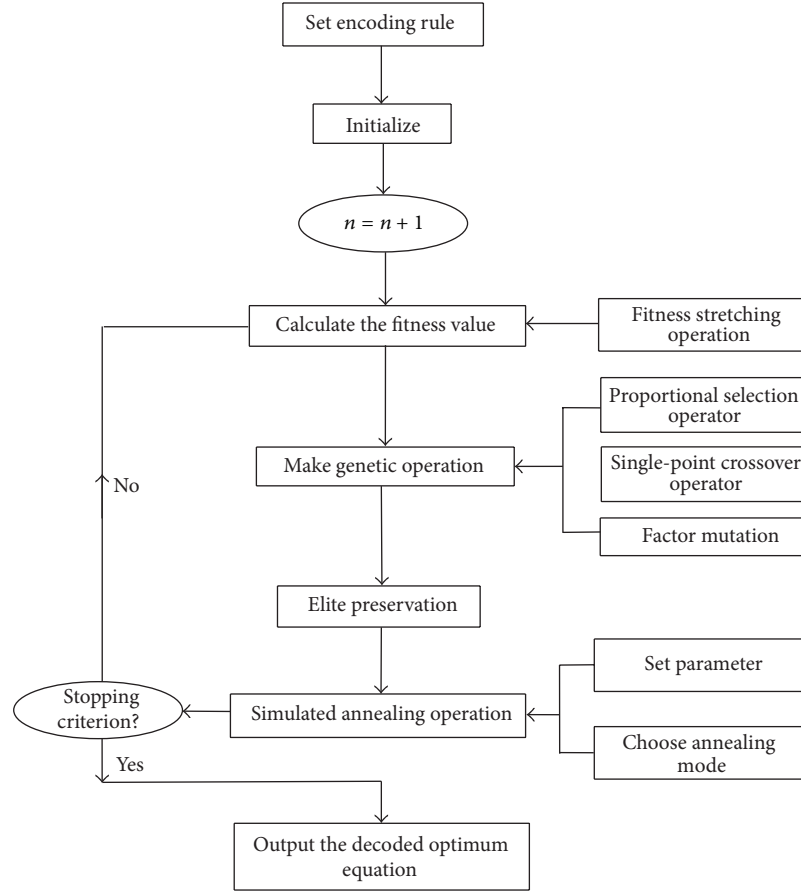 Set encoding rule
Initialize
n = n + 1
Calculate the fitness value
Fitness stretching
operation
Proportional selection
operator
Make genetic operation
Single-point crossover
operator
No
Factor mutation
Elite preservation
Set parameter
Stopping
criterion?
Simulated annealing operation
Choose annealing
mode
Yes
Output the decoded optimum
equation